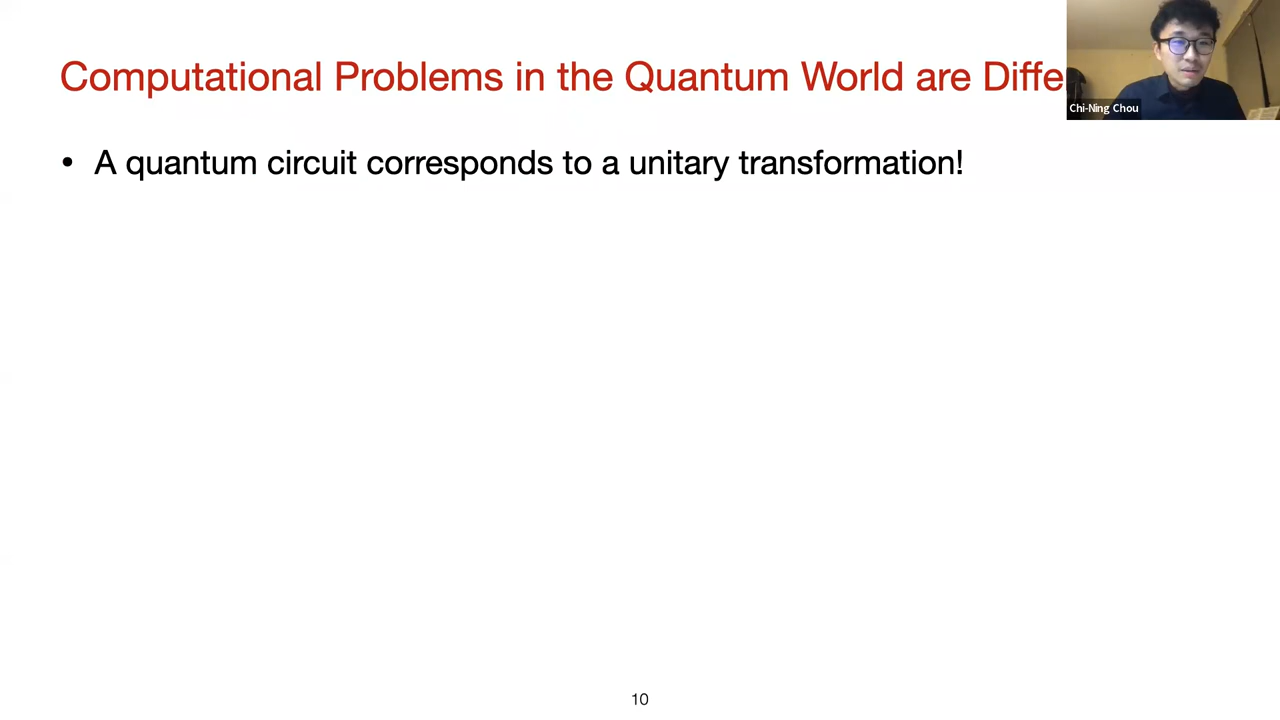 Computational Problems in the Quantum World are Diffe
Chi-Ning Chou
• A quantum circuit corresponds to a unitary transformation!
10